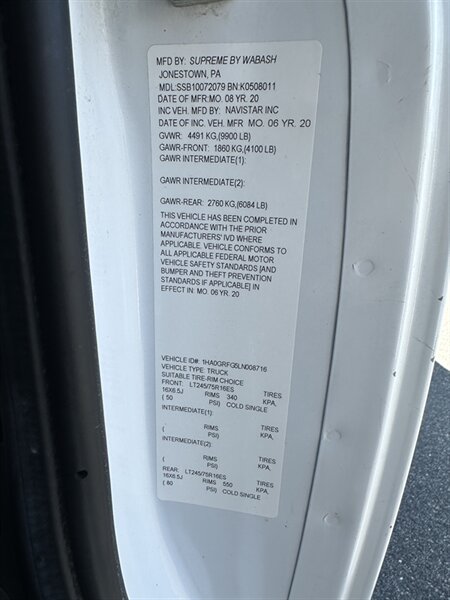 MFD BY: SUPREME BY WABASH
JONESTOWN, PA
MDL:SSB10072079 BN:K0508011
DATE OF MFR:MO. 08 YR. 20
INC VEH. MFG BY: NAVISTAR INC
DATE OF INC. VEH. MFR MO. 06 YR. 20
GVWR: 4491 KG,(9900 LB)
GAWR-FRONT: 1860 KG,(4100 LB)
GAWR INTERMEDIATE(1):
GAWR INTERMEDIATE(2):
GAWR-REAR: 2760 KG,(6084 LB)
THIS VEHICLE HAS BEEN COMPLETED IN
ACCORDANCE WITH THE PRIOR
MANUFACTURERS' IVD WHERE
APPLICABLE. VEHICLE CONFORMS TO
ALL APPLICABLE FEDERAL MOTOR
VEHICLE SAFETY STANDARDS [AND
BUMPER AND THEFT PREVENTION
STANDARDS IF APPLICABLE] IN
EFFECT IN: MO. 06 YR. 20
VEHICLE ID#: 1HA0GRFG5LN008716
VEHICLE TYPE: TRUCK
SUITABLE TIRE-RIM CHOICE
FRONT: LT245/75R16ES TIRES
16X6.5J RIMS 340 KPA,
( 50 PSI) COLD SINGLE
INTERMEDIATE(1): TIRES
RIMS KPA,
( PSI)
INTERMEDIATE(2): TIRES
RIMS KPA,
( PSI)
REAR: LT245/75R16ES TIRES
16X6.5J RIMS 550 KPA,
( 80 PSI) COLD SINGLE